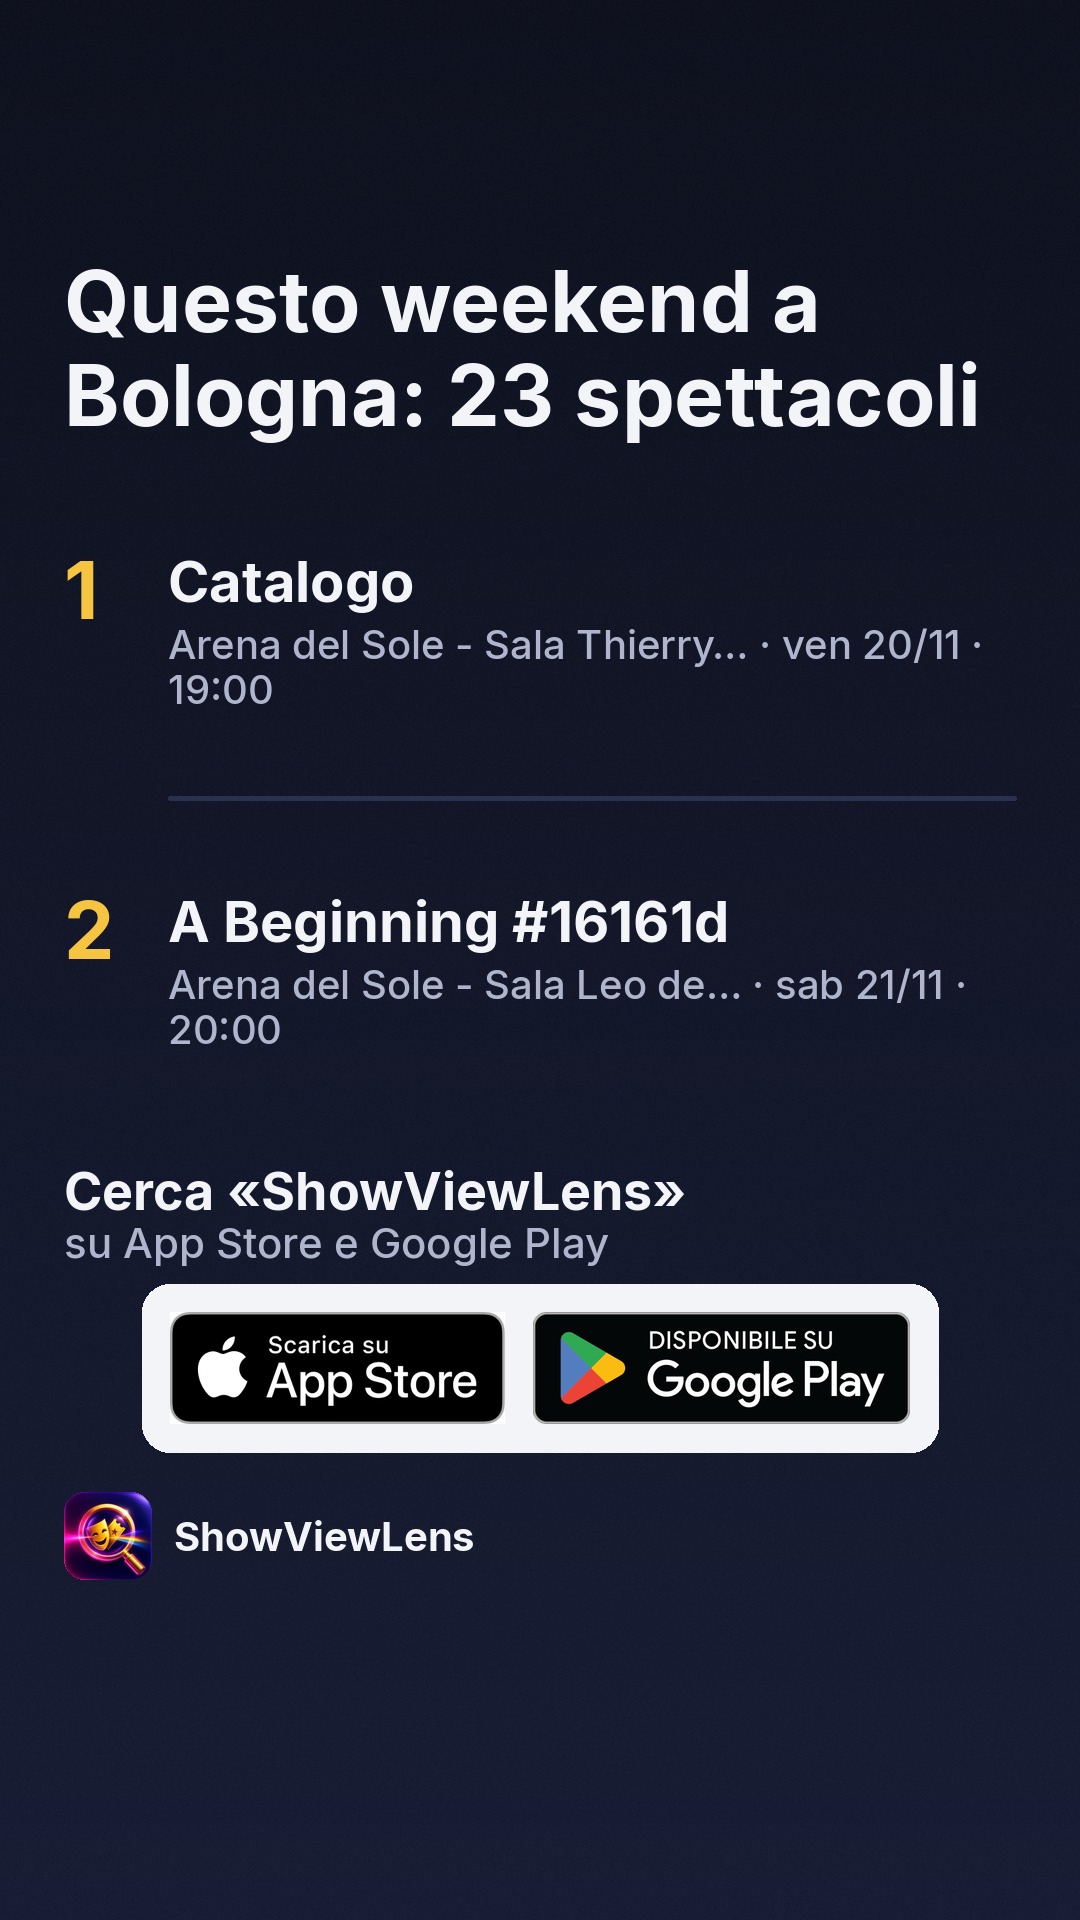 Questo weekend a
Bologna: 23 spettacoli
1
Catalogo
Arena del Sole - Sala Thierry... · ven 20/11 ·
19:00
2
A Beginning #16161d
Arena del Sole - Sala Leo de... · sab 21/11 ·
20:00
Cerca «ShowViewLens»
su App Store e Google Play
Scarica su
App Store
DISPONIBILE SU
Google Play
ShowViewLens